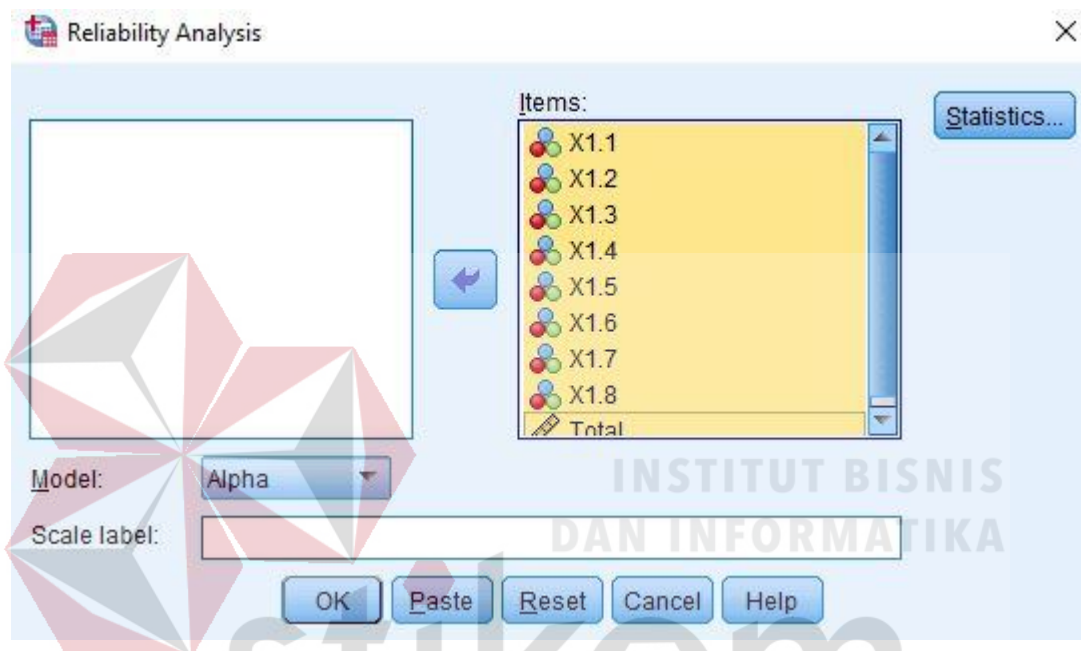 Reliability Analysis
Items:
Statistics...
X1.1
X1.2
X1.3
X1.4
X1.5
X1.6
X1.7
X1.8
Total
Model:
Alpha
Scale label:
OK
Paste
Reset
Cancel
Help
INSTITUT BISNIS
DAN INFORMATIKA
stikom